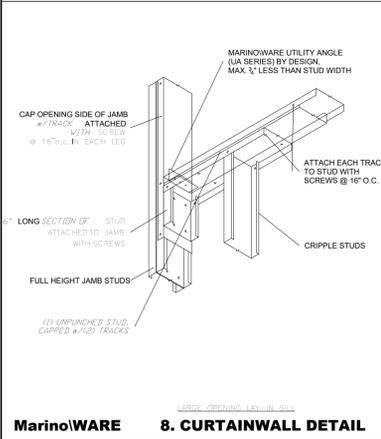 MARINO\WARE UTILITY ANGLE
(UA SERIES) BY DESIGN,
MAX. ¾" LESS THAN STUD WIDTH
CAP OPENING SIDE OF JAMB
w/TRACK ATTACHED
WITH SCREW
@ 16"o.c. IN EACH LEG
ATTACH EACH TRAC
TO STUD WITH
SCREWS @ 16" O.C.
6" LONG SECTION OF STUD
ATTACHED TO JAMB
WITH SCREWS
CRIPPLE STUDS
FULL HEIGHT JAMB STUDS
(1) UNPUNCHED STUD,
CAPPED w/(2) TRACKS
LARGE OPENING LAY-IN SILL
Marino\WARE 8. CURTAINWALL DETAIL